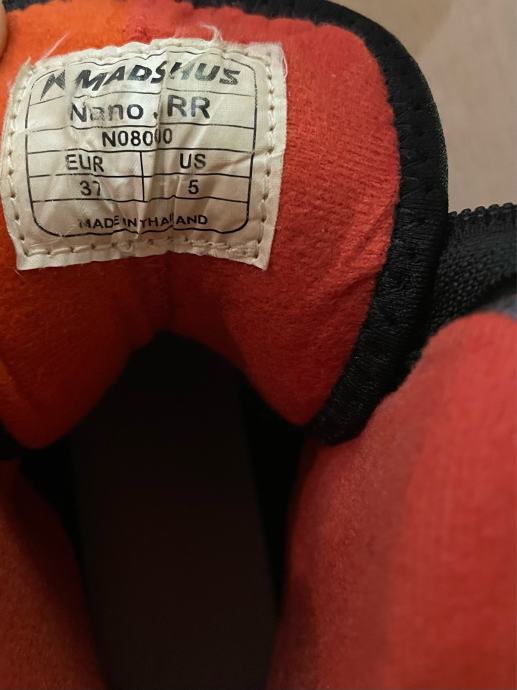 MADSHUS
Nano JRR
N08000
EUR US
37 5
MADE IN THAILAND